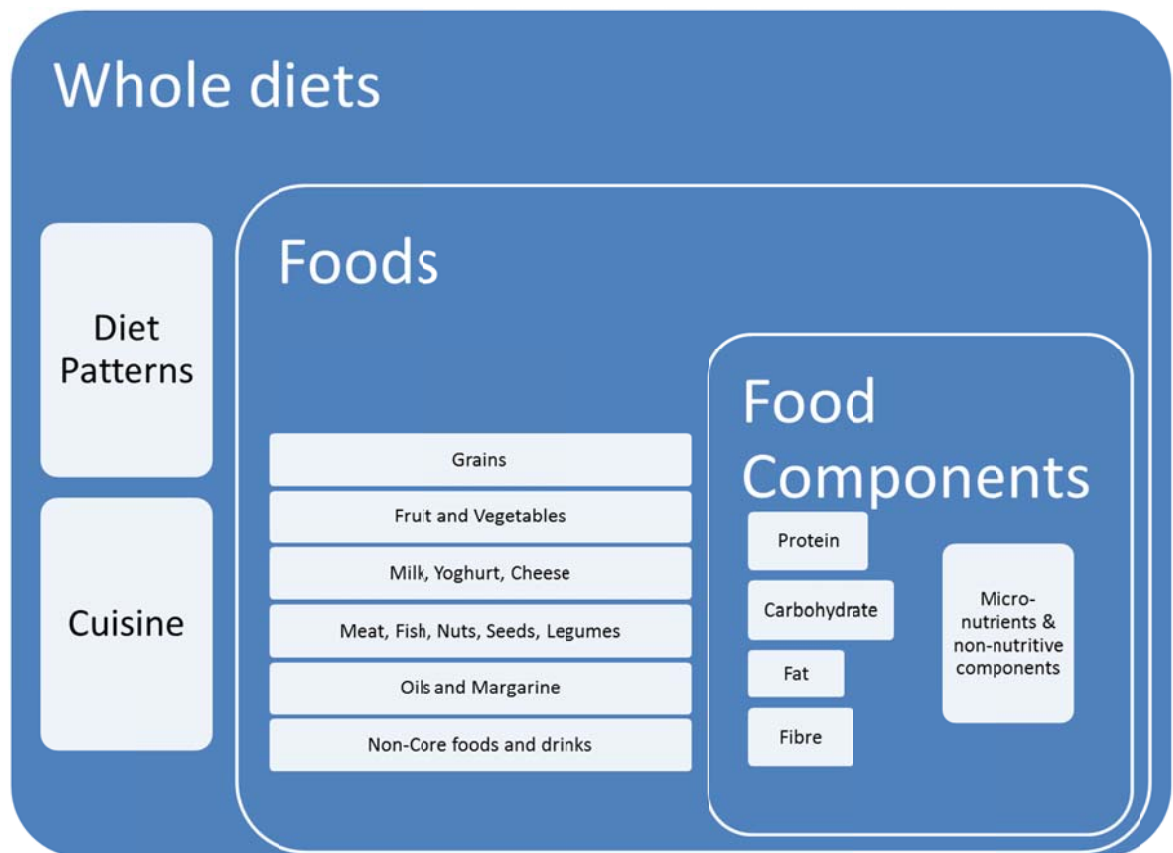 Whole diets
Diet
Patterns
Cuisine
Foods
Grains
Fruit and Vegetables
Milk, Yoghurt, Cheese
Meat, Fish, Nuts, Seeds, Legumes
Oils and Margarine
Non-Core foods and drinks
Food
Components
Protein
Carbohydrate
Fat
Fibre
Micro-
nutrients &
non-nutritive
components